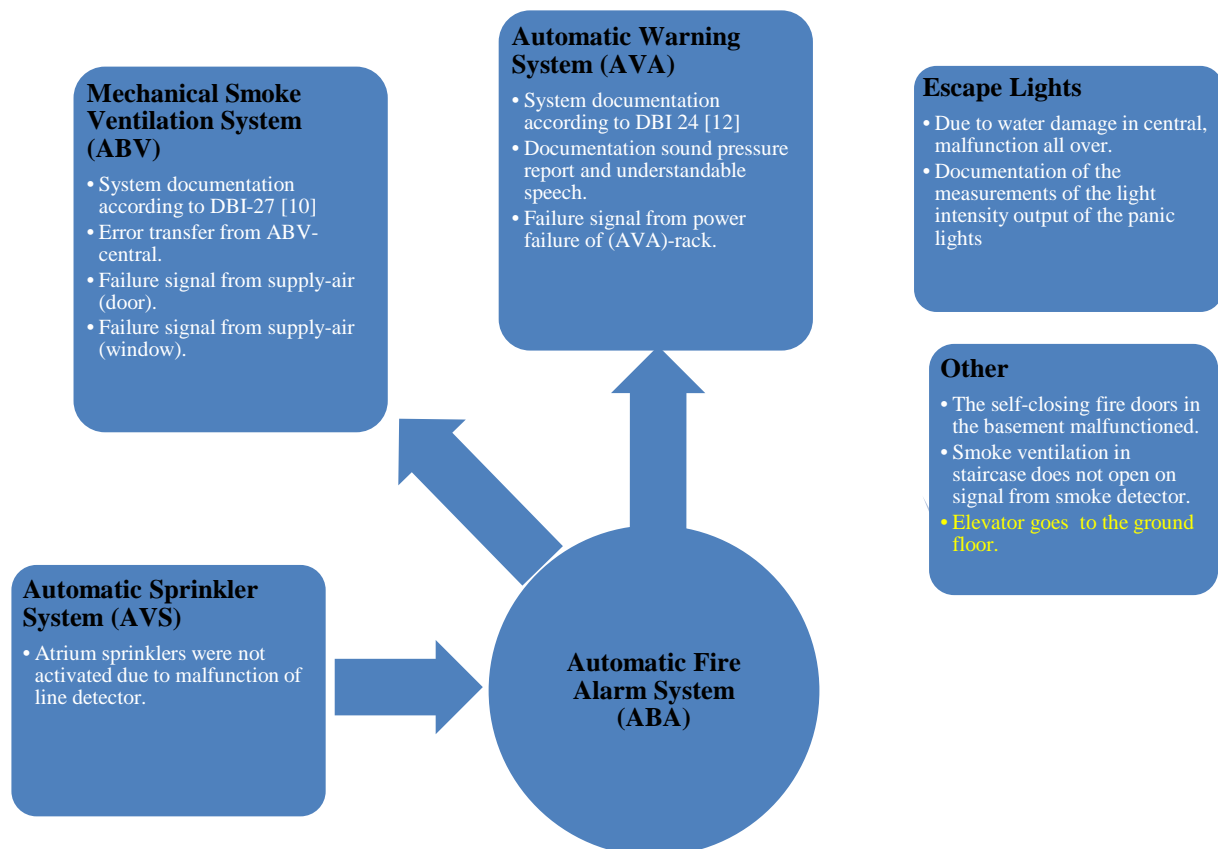 Mechanical Smoke
Ventilation System
(ABV)
• System documentation
according to DBI-27 [10]
• Error transfer from ABV-
central.
• Failure signal from supply-air
(door).
• Failure signal from supply-air
(window).
Automatic Warning
System (AVA)
• System documentation
according to DBI 24 [12]
• Documentation sound pressure
report and understandable
speech.
• Failure signal from power
failure of (AVA)-rack.
Escape Lights
• Due to water damage in central,
malfunction all over.
• Documentation of the
measurements of the light
intensity output of the panic
lights
Other
• The self-closing fire doors in
the basement malfunctioned.
• Smoke ventilation in
staircase does not open on
signal from smoke detector.
• Elevator goes to the ground
floor.
Automatic Sprinkler
System (AVS)
• Atrium sprinklers were not
activated due to malfunction of
line detector.
Automatic Fire
Alarm System
(ABA)